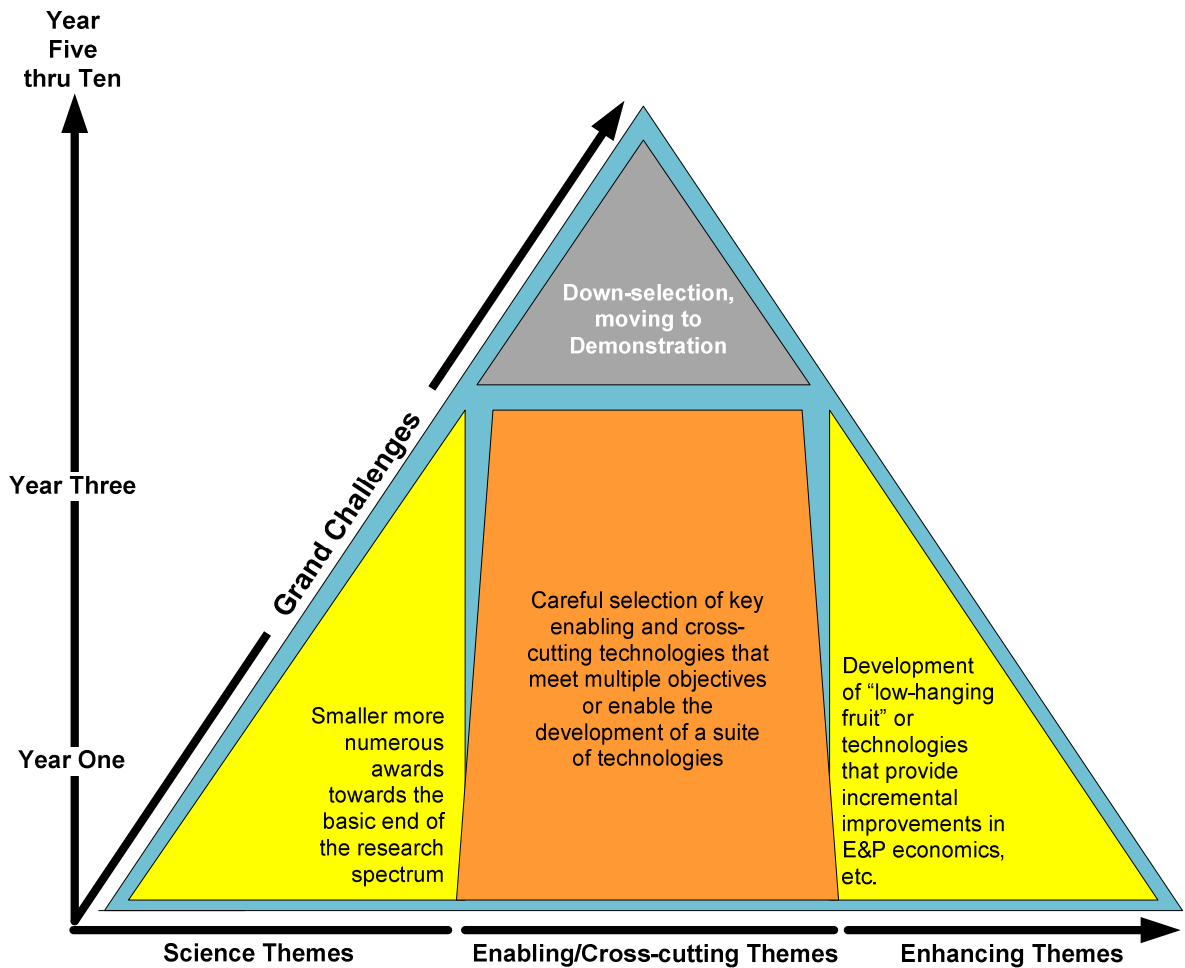 Year
Five
thru Ten
Down-selection,
moving to
Demonstration
Grand Challenges
Year Three
Careful selection of key
enabling and cross-
cutting technologies that
meet multiple objectives
or enable the
development of a suite
of technologies
Development
of “low-hanging
fruit” or
technologies
that provide
incremental
improvements in
E&P economics,
etc.
Smaller more
numerous
awards
towards the
basic end of
the research
spectrum
Year One
Science Themes
Enabling/Cross-cutting Themes
Enhancing Themes